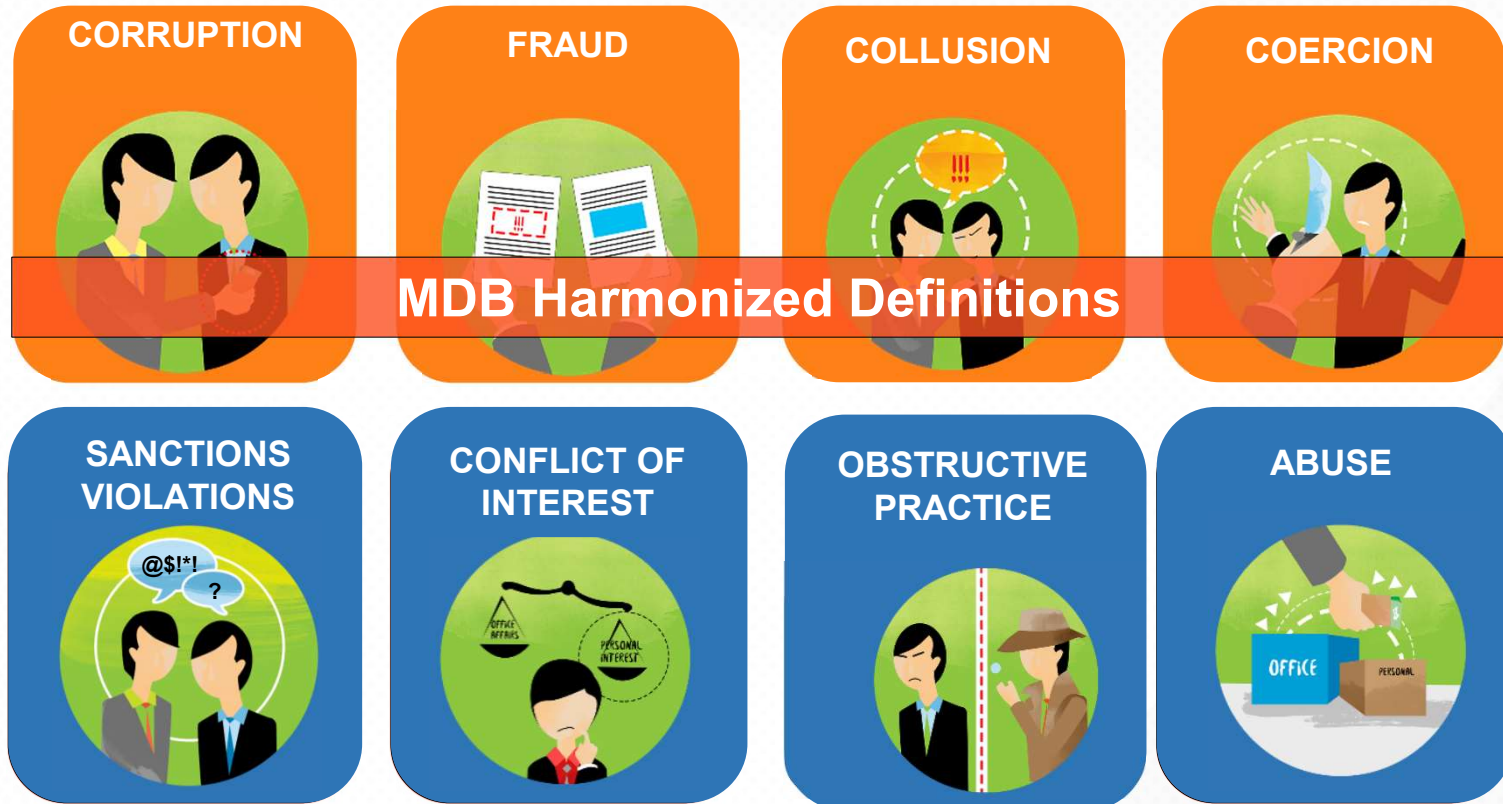 CORRUPTION
FRAUD
COLLUSION
COERCION
!!!
!!!
MDB Harmonized Definitions
SANCTIONS
VIOLATIONS
CONFLICT OF
INTEREST
OBSTRUCTIVE
PRACTICE
ABUSE
@$!*!
?
OFFICE
AFFAIRS
PERSONAL
INTEREST
OFFICE
PERSONAL